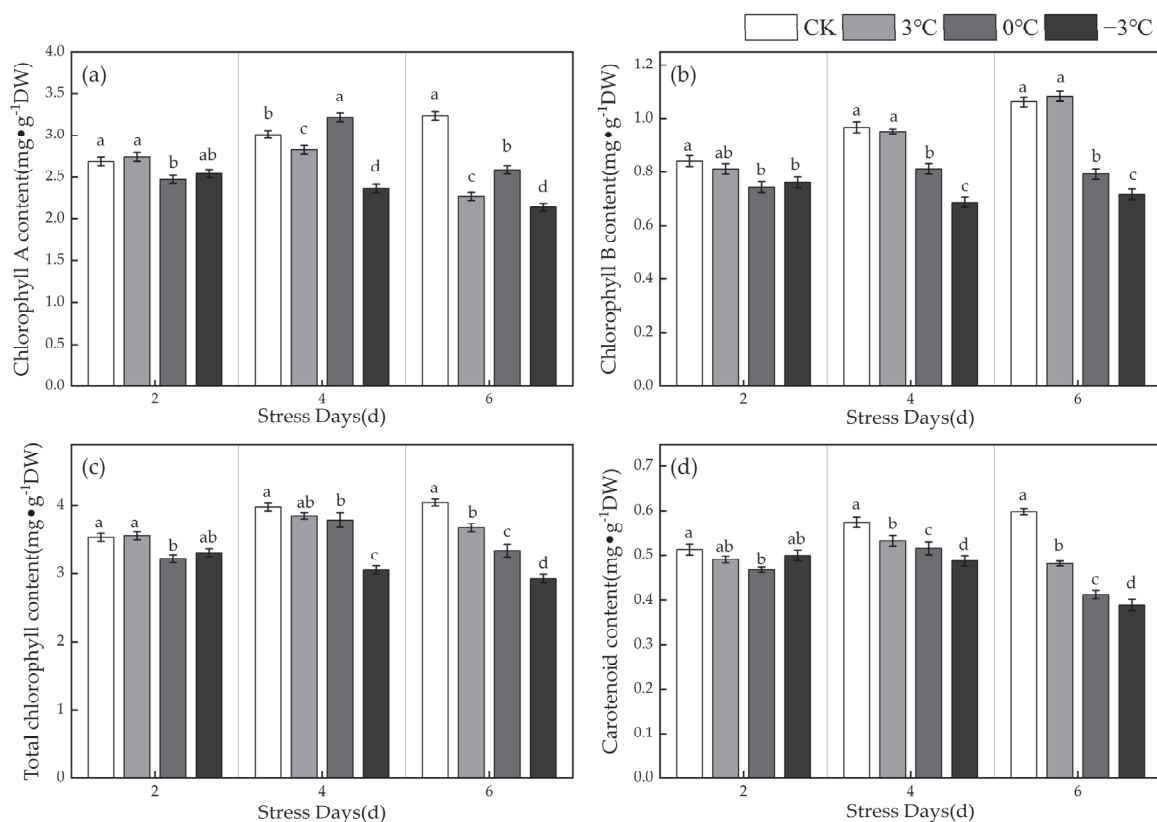 CK 3°C 0°C −3°C
(a)
Chlorophyll A content(mg•g⁻¹DW)
4.0
3.5
3.0
2.5
2.0
1.5
1.0
0.5
0.0
a a b ab
b c a d
a c b d
2 4 6
Stress Days(d)
(b)
Chlorophyll B content(mg•g⁻¹DW)
1.2
1.0
0.8
0.6
0.4
0.2
0.0
a ab b b
a a b c
a a b c
2 4 6
Stress Days(d)
(c)
Total chlorophyll content(mg•g⁻¹DW)
4
3
2
1
0
a a b ab
a ab b c
a b c d
2 4 6
Stress Days(d)
(d)
Carotenoid content(mg•g⁻¹DW)
0.7
0.6
0.5
0.4
0.3
0.2
0.1
0.0
a ab b ab
a b c d
a b c d
2 4 6
Stress Days(d)